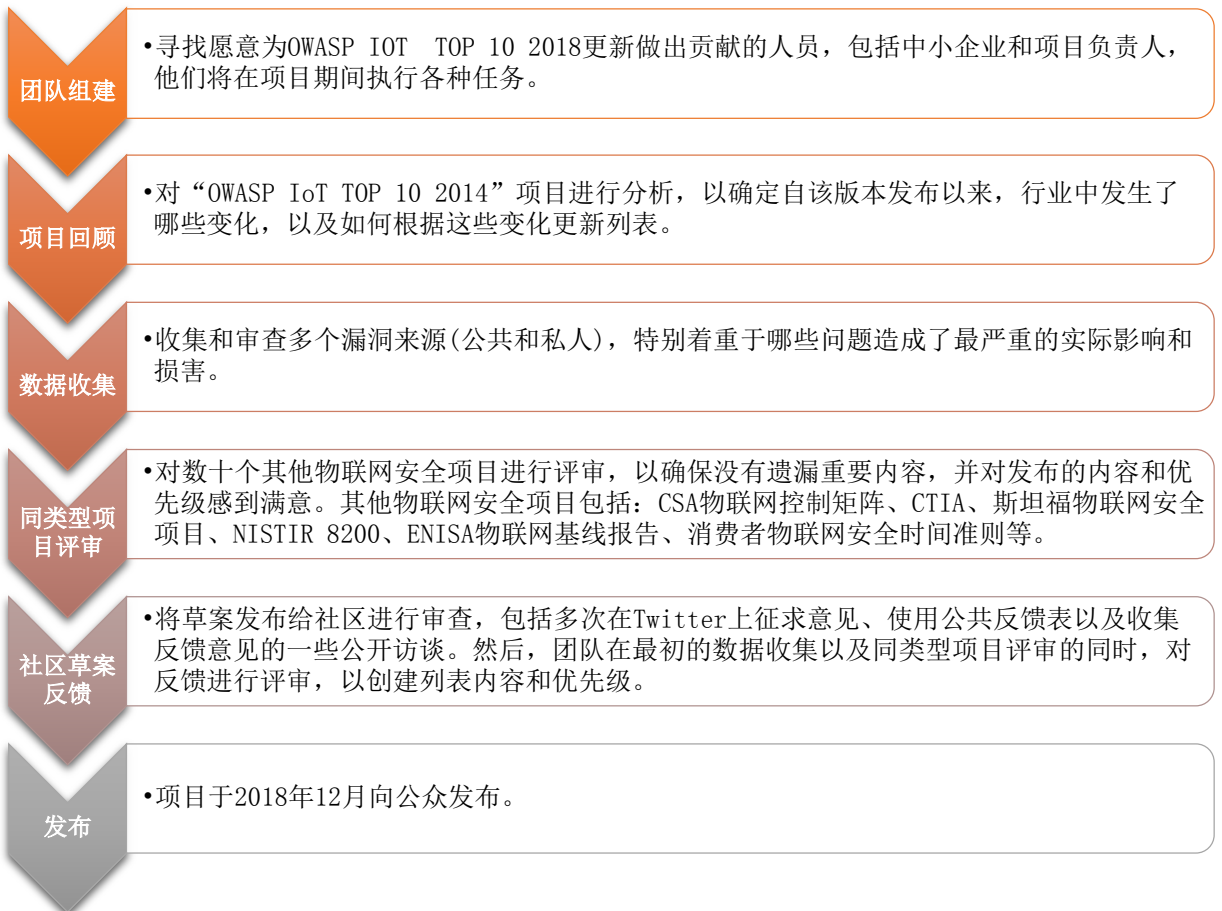 团队组建
•寻找愿意为OWASP IOT  TOP 10 2018更新做出贡献的人员，包括中小企业和项目负责人，
他们将在项目期间执行各种任务。
项目回顾
•对“OWASP IoT TOP 10 2014”项目进行分析，以确定自该版本发布以来，行业中发生了
哪些变化，以及如何根据这些变化更新列表。
数据收集
•收集和审查多个漏洞来源(公共和私人)，特别着重于哪些问题造成了最严重的实际影响和
损害。
同类型项
目评审
•对数十个其他物联网安全项目进行评审，以确保没有遗漏重要内容，并对发布的内容和优
先级感到满意。其他物联网安全项目包括：CSA物联网控制矩阵、CTIA、斯坦福物联网安全
项目、NISTIR 8200、ENISA物联网基线报告、消费者物联网安全时间准则等。
社区草案
反馈
•将草案发布给社区进行审查，包括多次在Twitter上征求意见、使用公共反馈表以及收集
反馈意见的一些公开访谈。然后，团队在最初的数据收集以及同类型项目评审的同时，对
反馈进行评审，以创建列表内容和优先级。
发布
•项目于2018年12月向公众发布。